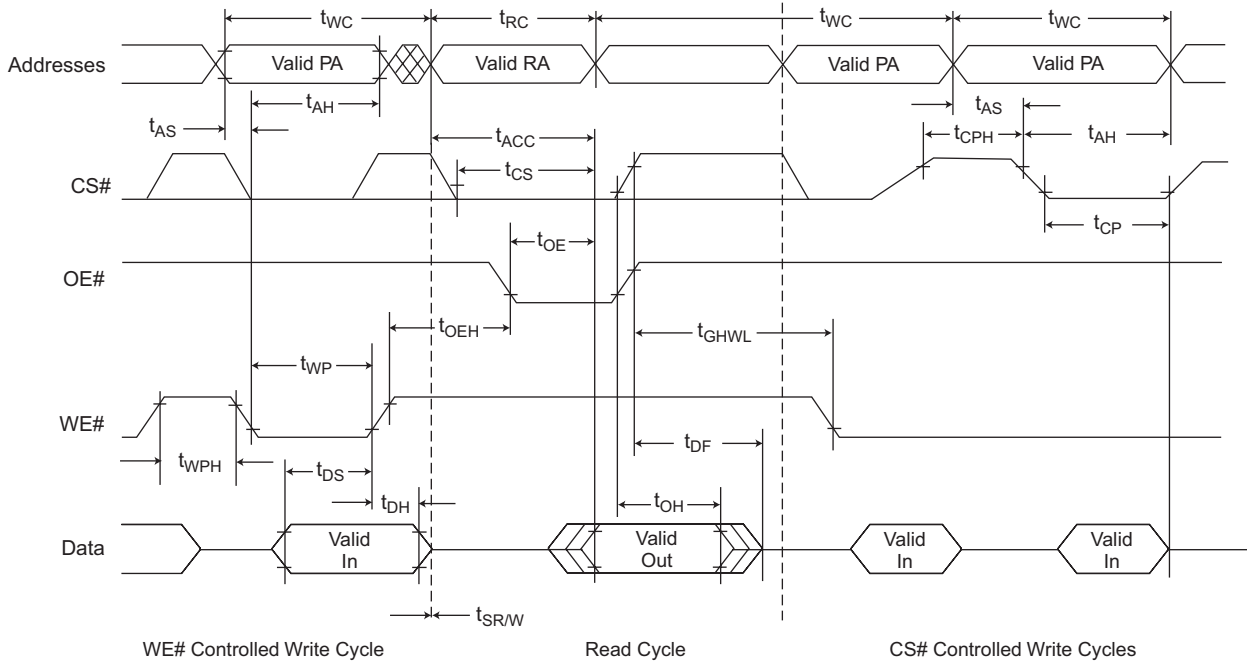 tWC tRC tWC tWC
Addresses Valid PA Valid RA Valid PA Valid PA
tAS tAH tACC tAS tCPH tAH
CS# tCS tCP
OE# tOE
tOEH tGHWL
tWP
WE#
tWPH tDS tDF
tDH tOH
Data Valid In Valid Out Valid In Valid In
tSR/W
WE# Controlled Write Cycle Read Cycle CS# Controlled Write Cycles